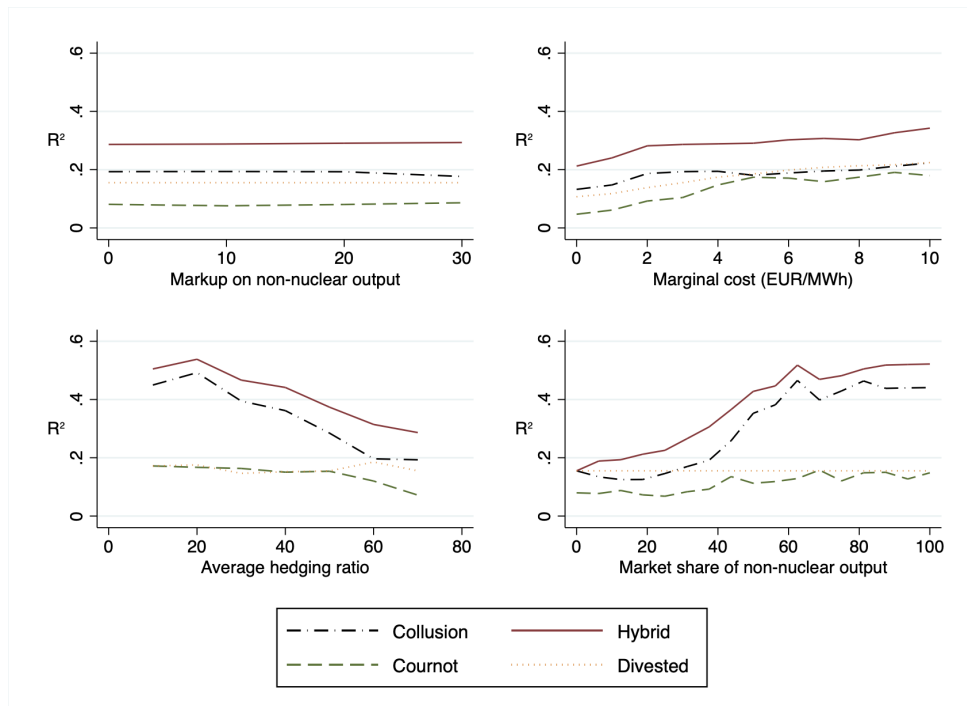 .6
.4
R²
.2
0
0 10 20 30
Markup on non-nuclear output
.6
.4
R²
.2
0
0 2 4 6 8 10
Marginal cost (EUR/MWh)
.6
.4
R²
.2
0
0 20 40 60 80
Average hedging ratio
.6
.4
R²
.2
0
0 20 40 60 80 100
Market share of non-nuclear output
Collusion Hybrid
Cournot Divested